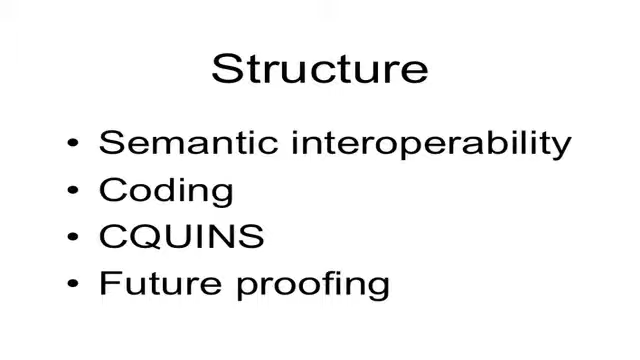 Structure
• Semantic interoperability
• Coding
• CQUINS
• Future proofing